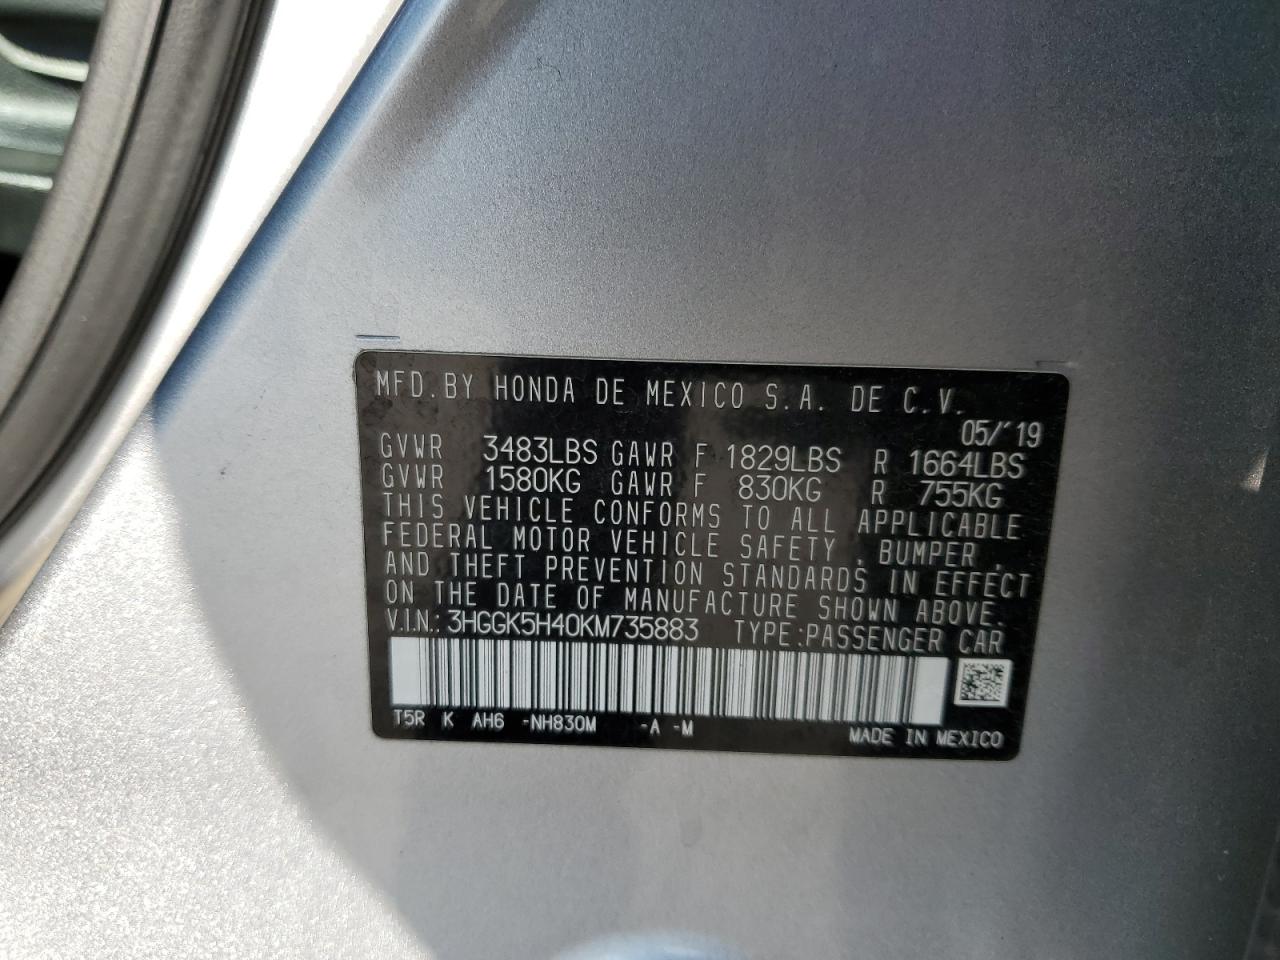 MFD. BY HONDA DE MEXICO S.A. DE C.V.
05/'19
GVWR 3483LBS GAWR F 1829LBS R 1664LBS
GVWR 1580KG GAWR F 830KG R 755KG
THIS VEHICLE CONFORMS TO ALL APPLICABLE
FEDERAL MOTOR VEHICLE SAFETY, BUMPER,
AND THEFT PREVENTION STANDARDS IN EFFECT
ON THE DATE OF MANUFACTURE SHOWN ABOVE.
V.I.N.: 3HGGK5H40KM735883 TYPE:PASSENGER CAR
T5R K AH6 -NH830M -A -M
MADE IN MEXICO